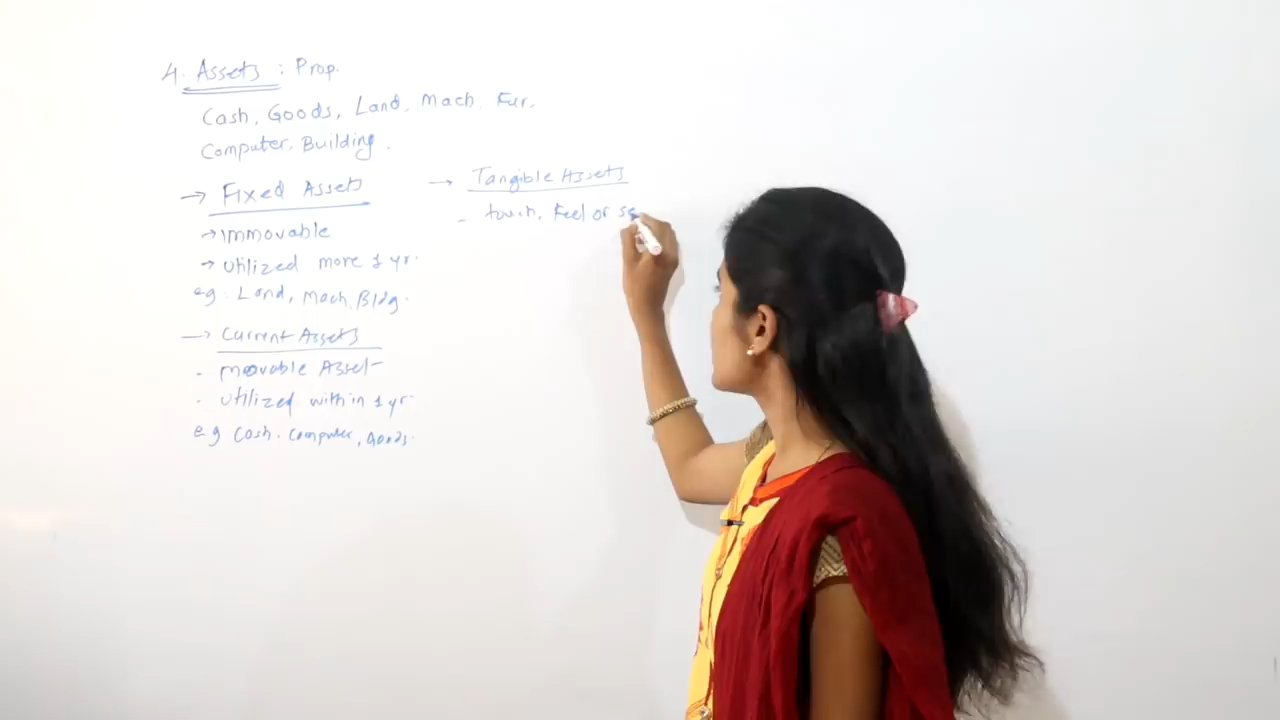 4. Assets : Prop.
Cash, Goods, Land, Mach. Fur.
Computer, Building.
→ Fixed Assets
→ Immovable
→ Utilized more 1 yr.
eg: Land, Mach, Bldg.
→ Current Assets
- movable Asset
- Utilized within 1 yr.
eg Cash. Computer, Goods.
→ Tangible Assets
- touch, Feel or se